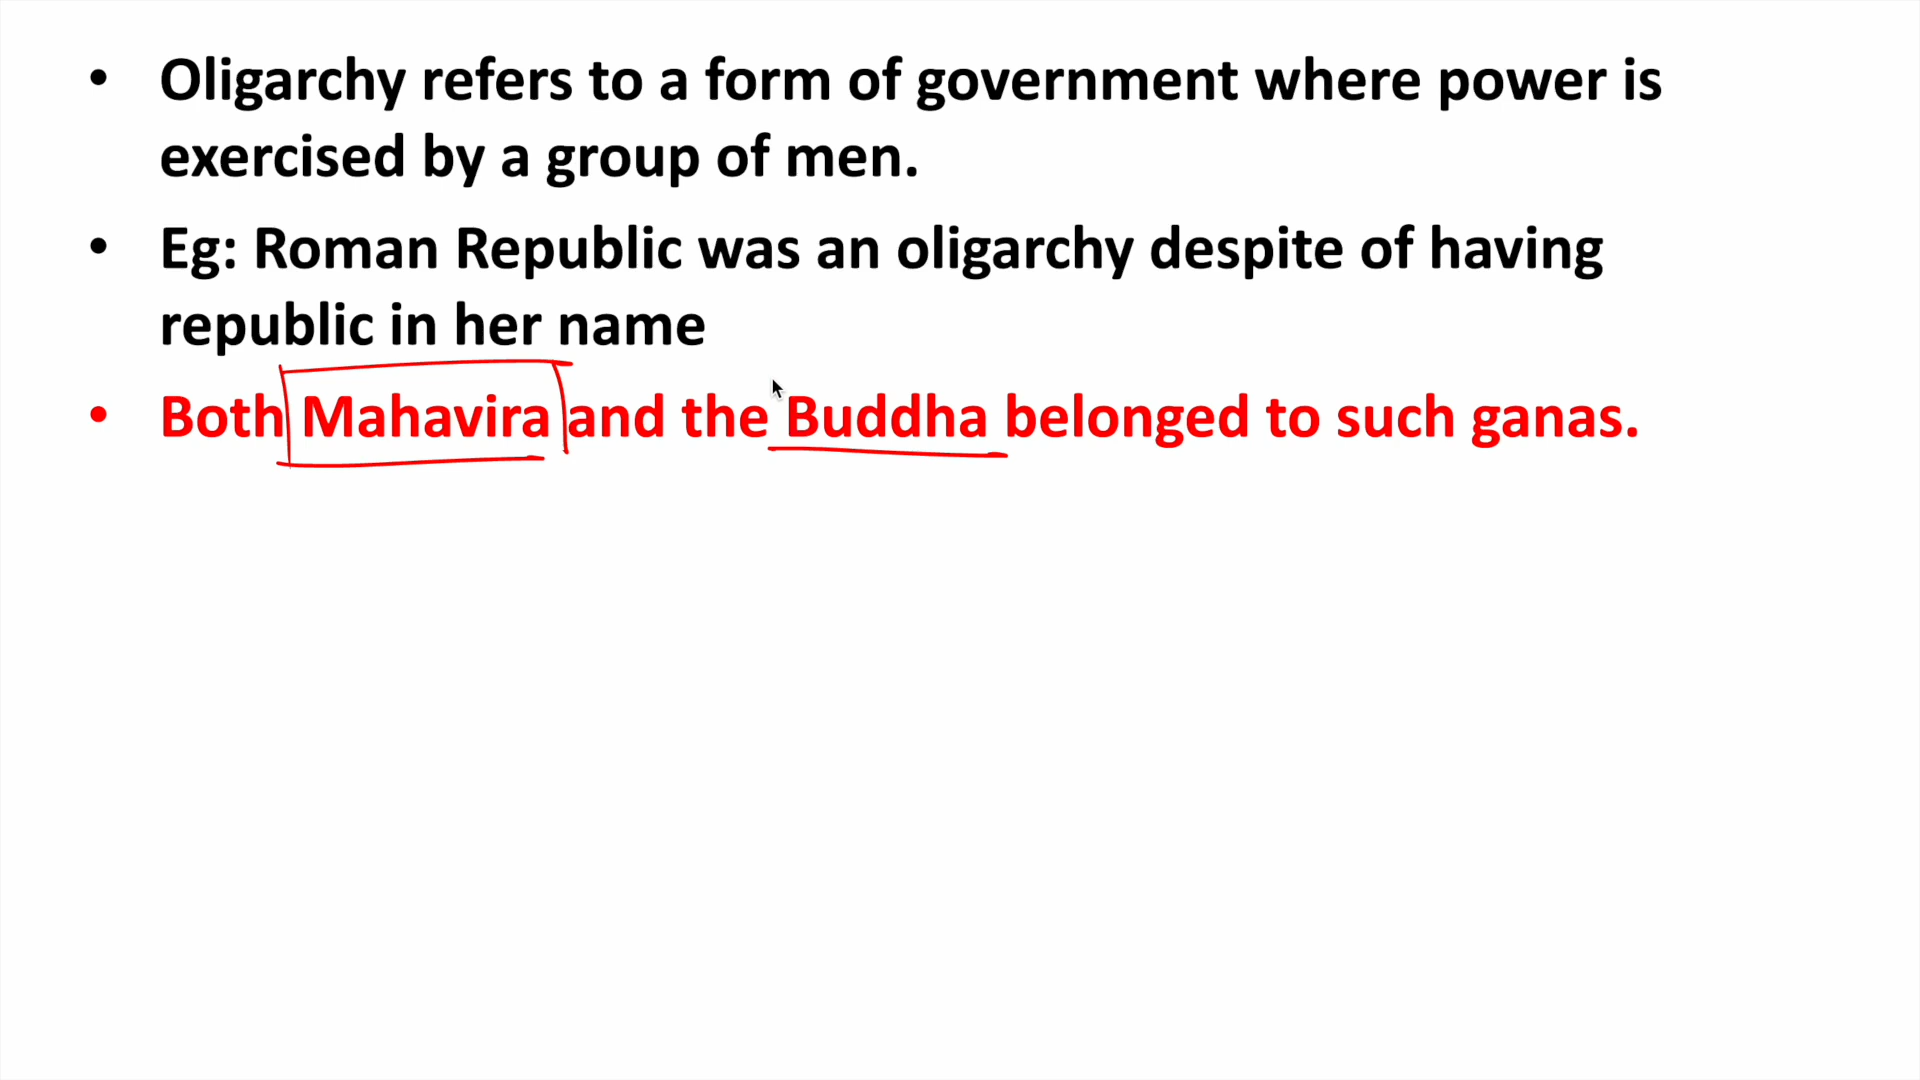 • Oligarchy refers to a form of government where power is
exercised by a group of men.
• Eg: Roman Republic was an oligarchy despite of having
republic in her name
• Both Mahavira and the Buddha belonged to such ganas.